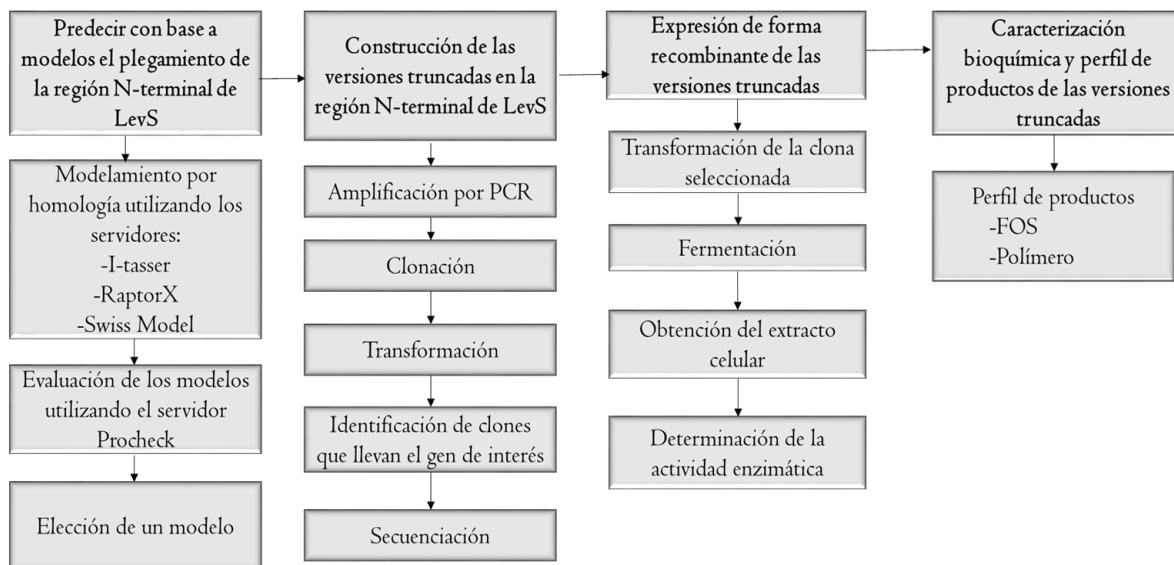 Predecir con base a
modelos el plegamiento de
la región N-terminal de
LevS
Modelamiento por
homología utilizando los
servidores:
-I-tasser
-RaptorX
-Swiss Model
Evaluación de los modelos
utilizando el servidor
Procheck
Elección de un modelo
Construcción de las
versiones truncadas en la
región N-terminal de LevS
Amplificación por PCR
Clonación
Transformación
Identificación de clones
que llevan el gen de interés
Secuenciación
Expresión de forma
recombinante de las
versiones truncadas
Transformación de la clona
seleccionada
Fermentación
Obtención del extracto
celular
Determinación de la
actividad enzimática
Caracterización
bioquímica y perfil de
productos de las versiones
truncadas
Perfil de productos
-FOS
-Polímero